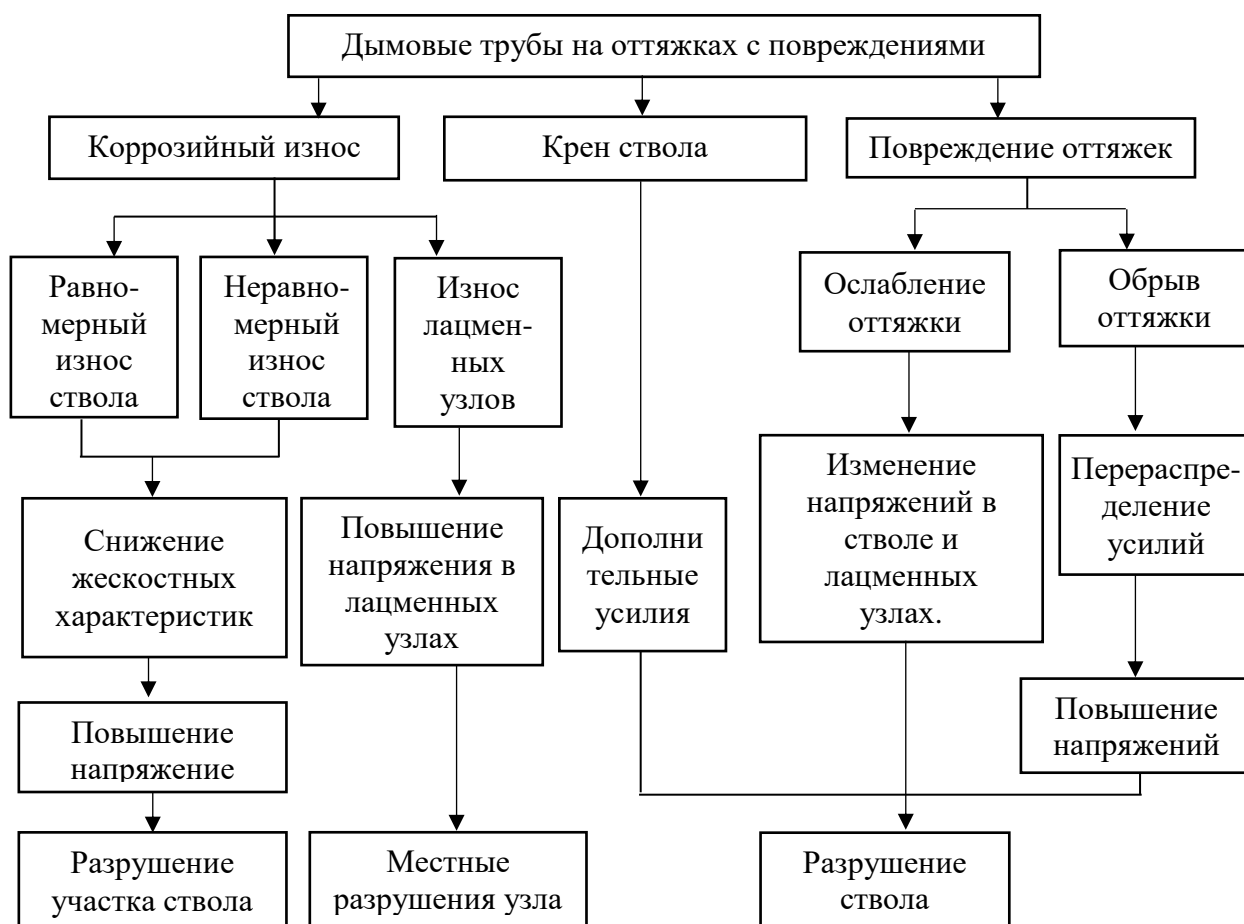 Дымовые трубы на оттяжках с повреждениями
Коррозийный износ
Крен ствола
Повреждение оттяжек
Равно-
мерный
износ
ствола
Неравно-
мерный
износ
ствола
Износ
лацмен-
ных
узлов
Ослабление
оттяжки
Обрыв
оттяжки
Снижение
жескостных
характеристик
Повышение
напряжения в
лацменных
узлах
Дополни
тельные
усилия
Изменение
напряжений в
стволе и
лацменных
узлах.
Перераспре-
деление
усилий
Повышение
напряжение
Повышение
напряжений
Разрушение
участка ствола
Местные
разрушения узла
Разрушение
ствола